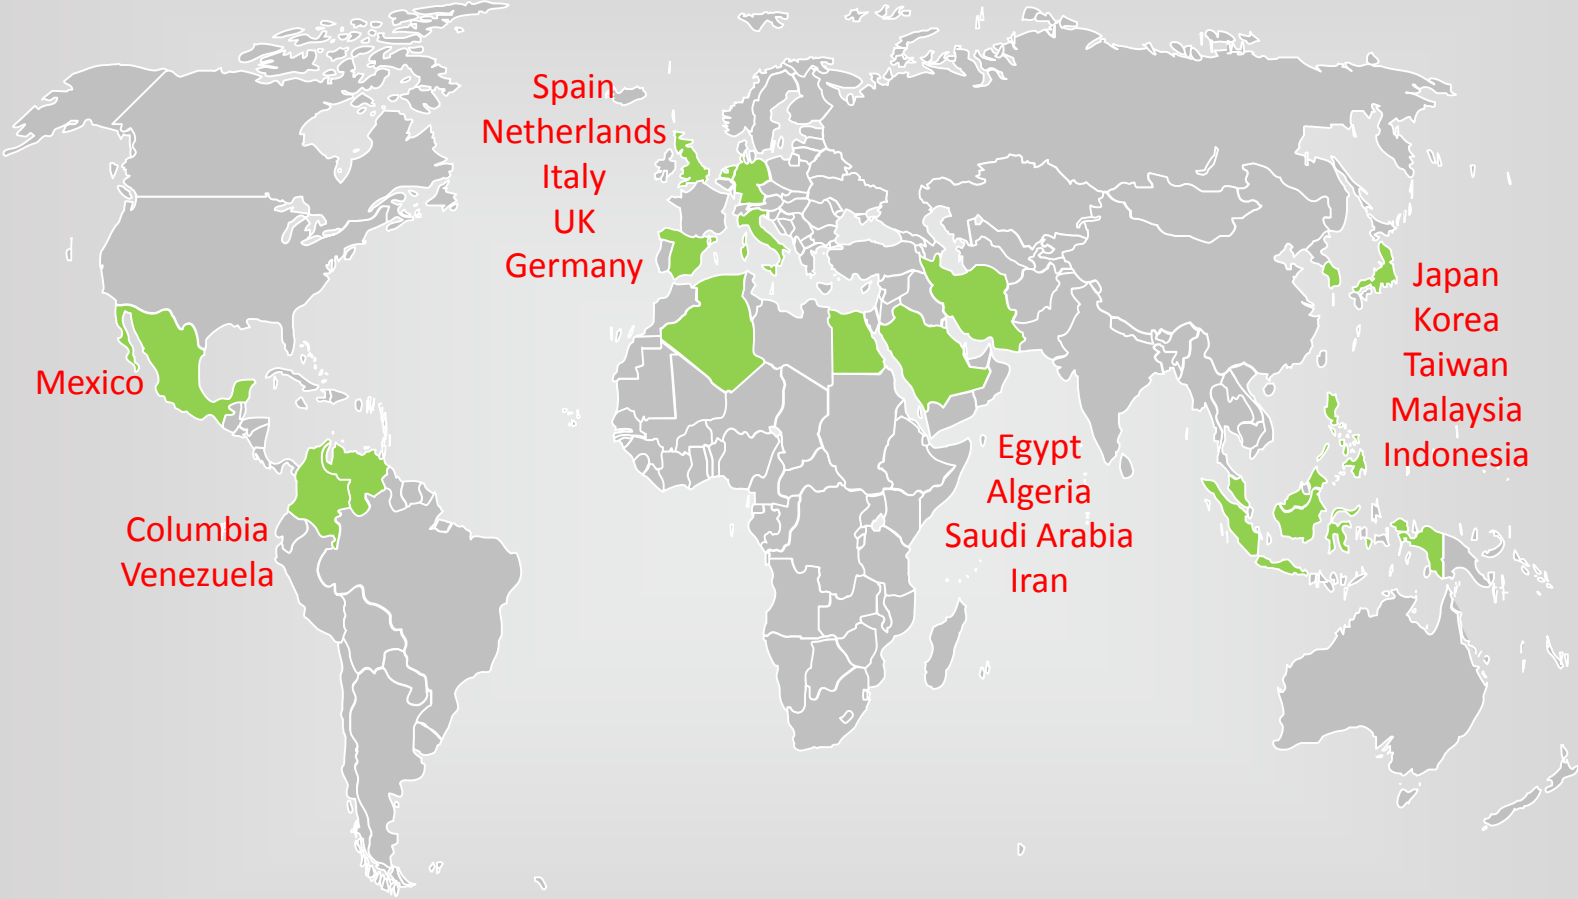 Spain
Netherlands
Italy
UK
Germany
Japan
Korea
Taiwan
Malaysia
Indonesia
Mexico
Egypt
Algeria
Saudi Arabia
Iran
Columbia
Venezuela